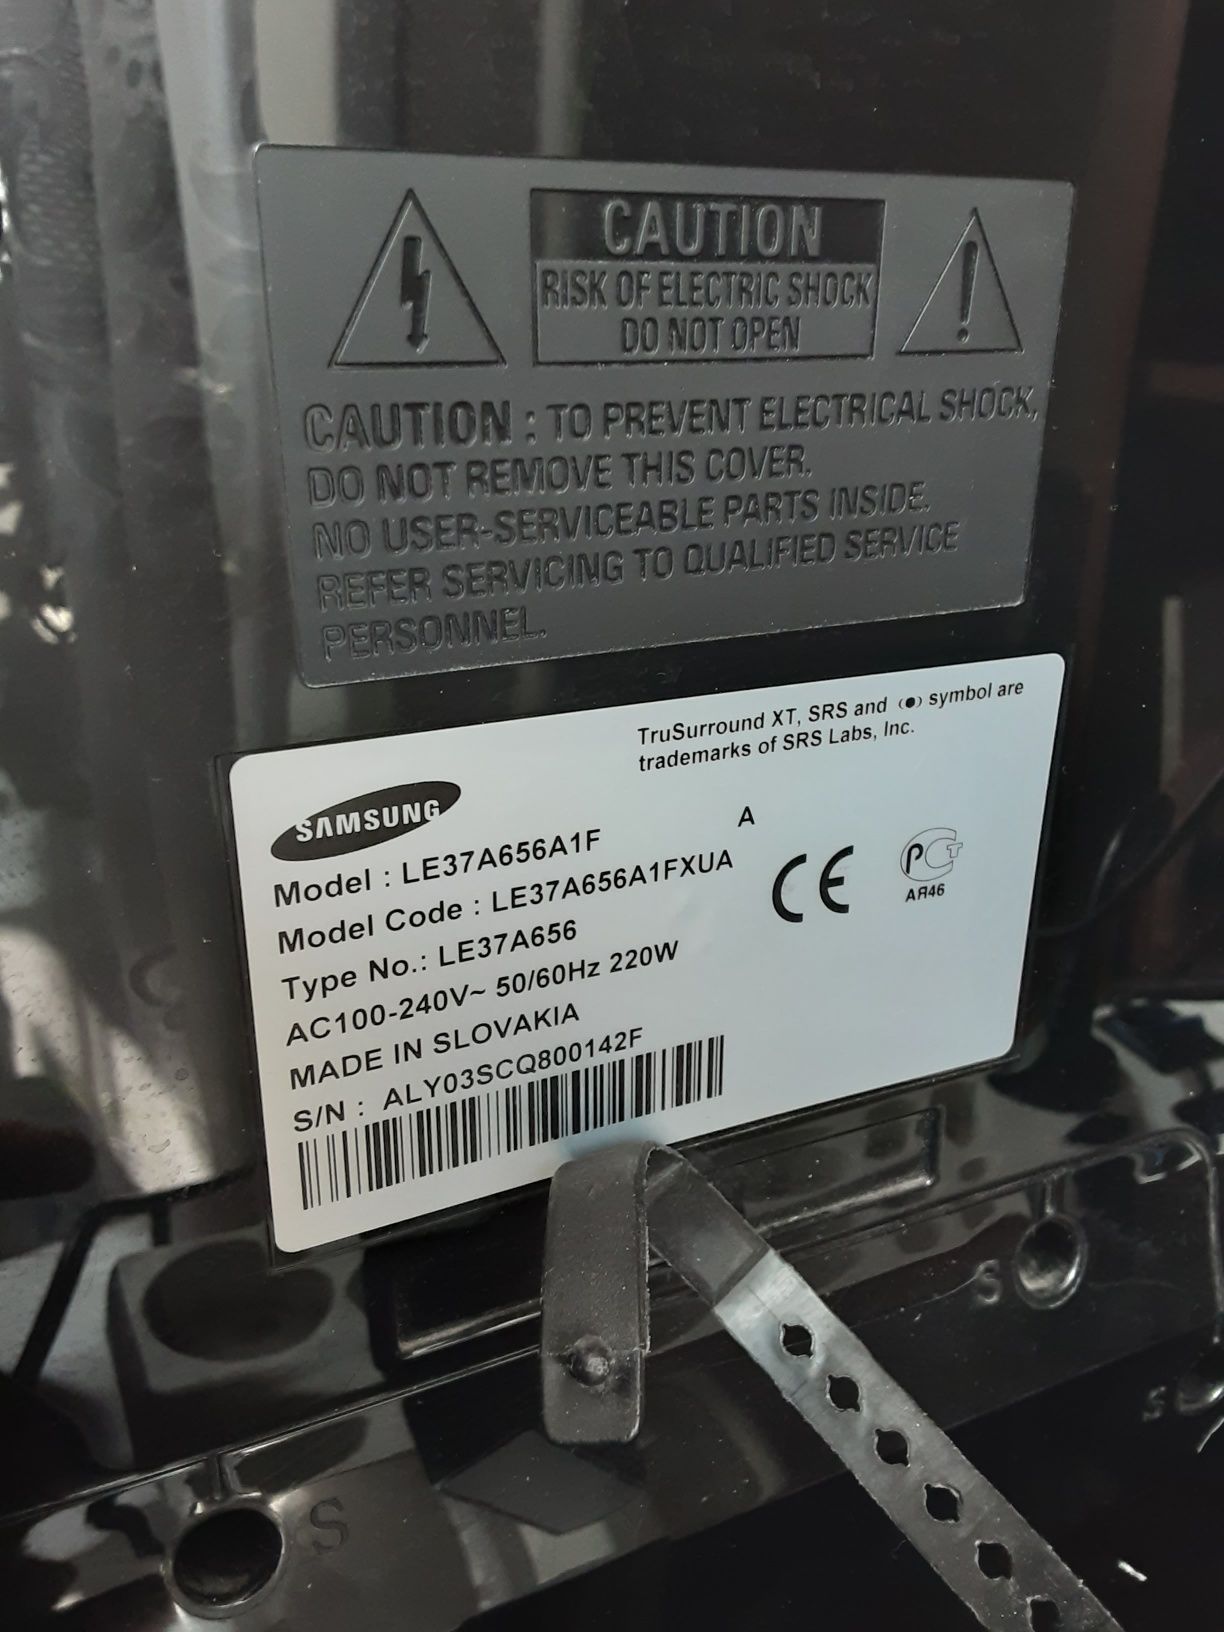 CAUTION
RISK OF ELECTRIC SHOCK
DO NOT OPEN
CAUTION : TO PREVENT ELECTRICAL SHOCK,
DO NOT REMOVE THIS COVER.
NO USER-SERVICEABLE PARTS INSIDE.
REFER SERVICING TO QUALIFIED SERVICE
PERSONNEL.
TruSurround XT, SRS and (●) symbol are
trademarks of SRS Labs, Inc.
SAMSUNG
A
Model : LE37A656A1F
Model Code : LE37A656A1FXUA
Type No.: LE37A656
AC100-240V~ 50/60Hz 220W
MADE IN SLOVAKIA
S/N : ALY03SCQ800142F
CE
PCT
АЯ46
S
S
S